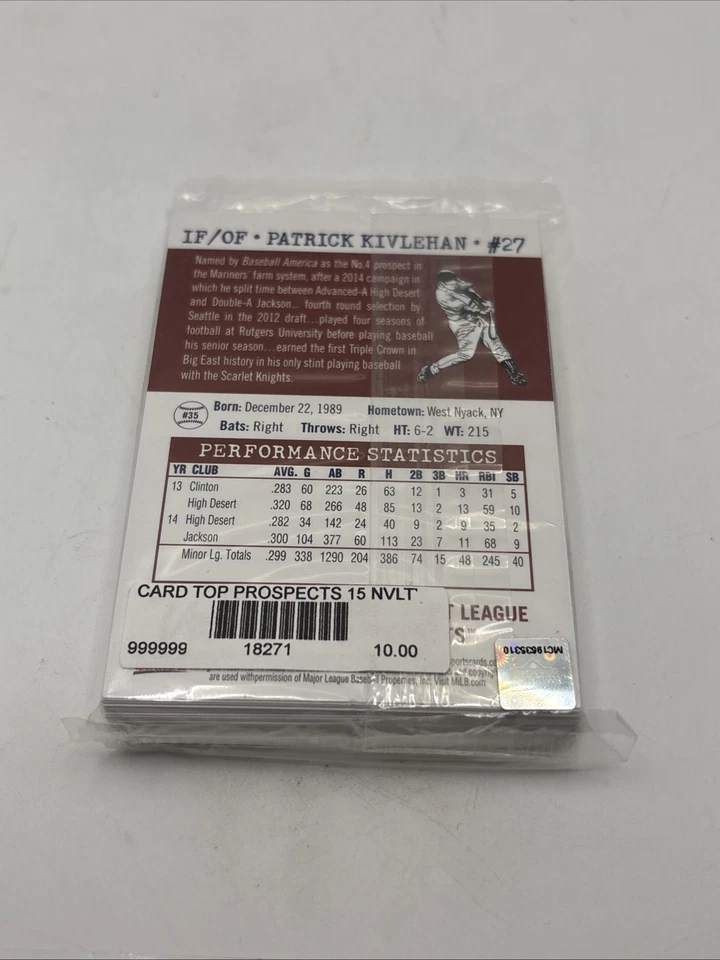 IF/OF • PATRICK KIVLEHAN • #27
Named by Baseball America as the No.4 prospect in
the Mariners' farm system, after a 2014 campaign in
which he split time between Advanced-A High Desert
and Double-A Jackson... fourth round selection by
Seattle in the 2012 draft...played four seasons of
football at Rutgers University before playing baseball
his senior season...earned the first Triple Crown in
Big East history in his only stint playing baseball
with the Scarlet Knights.
#35
Born: December 22, 1989 Hometown: West Nyack, NY
Bats: Right Throws: Right HT: 6-2 WT: 215
PERFORMANCE STATISTICS
YR CLUB AVG. G AB R H 2B 3B HR RBI SB
13 Clinton .283 60 223 26 63 12 1 3 31 5
High Desert .320 68 266 48 85 13 2 13 59 10
14 High Desert .282 34 142 24 40 9 2 9 35 2
Jackson .300 104 377 60 113 23 7 11 68 9
Minor Lg. Totals .299 338 1290 204 386 74 15 48 245 40
CARD TOP PROSPECTS 15 NVLT
999999 18271 10.00
T LEAGUE
TS™
MC19635310
are used withpermission of Major League Baseball Properties, Inc. Visit MiLB.com